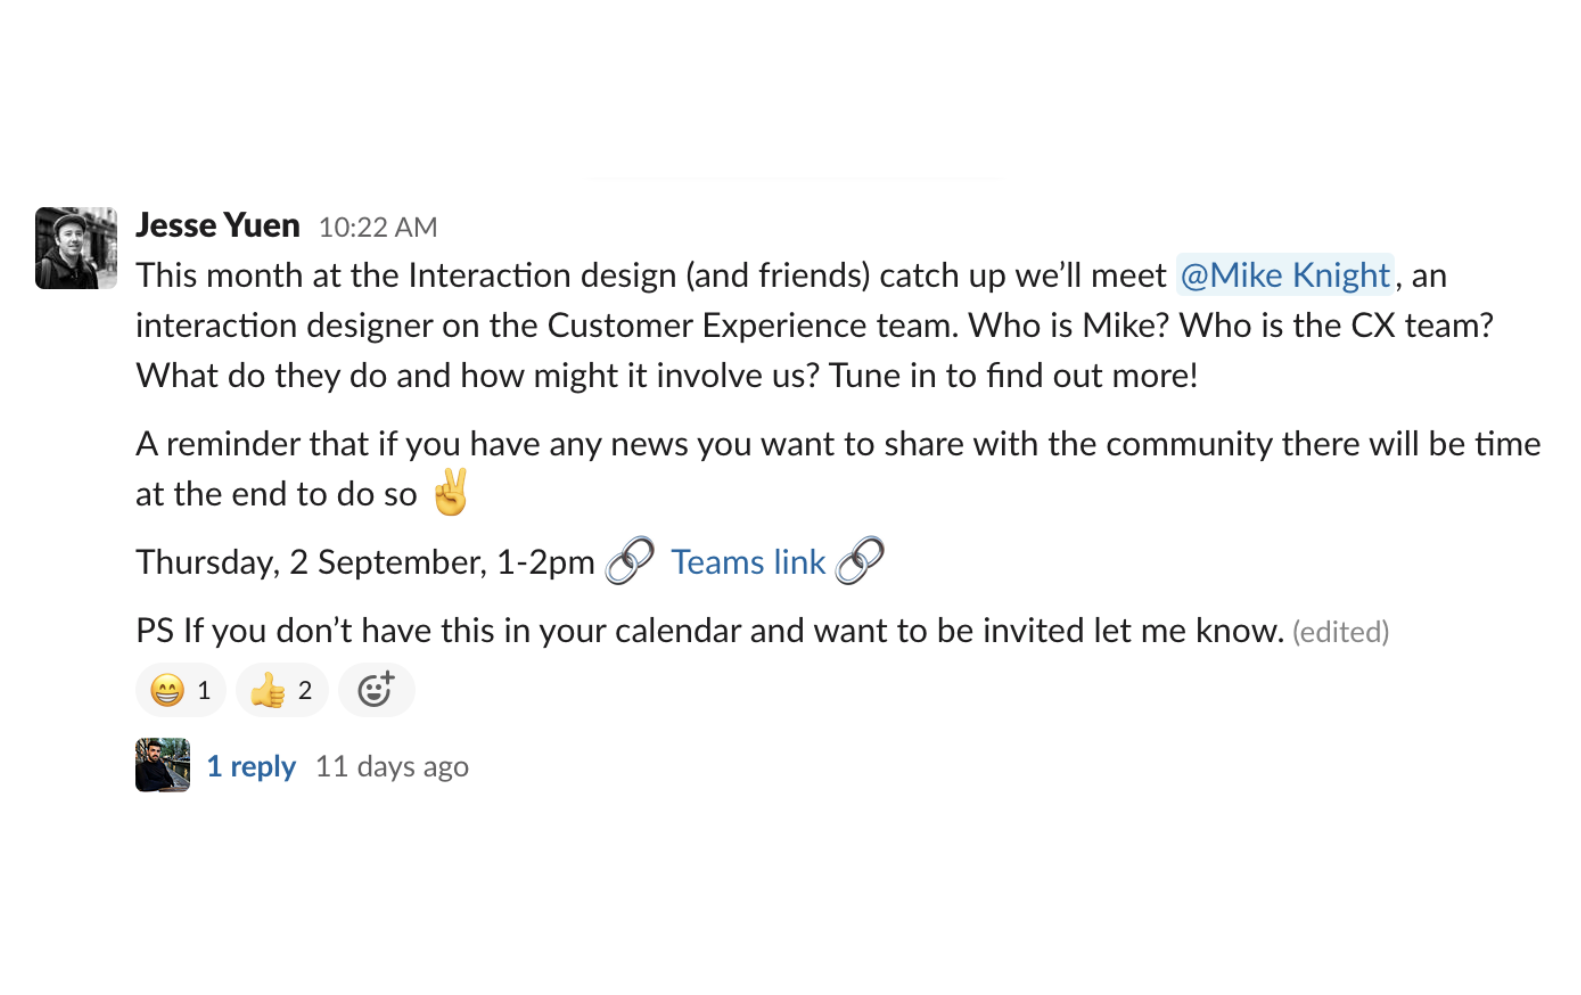 Jesse Yuen 10:22 AM
This month at the Interaction design (and friends) catch up we’ll meet @Mike Knight, an
interaction designer on the Customer Experience team. Who is Mike? Who is the CX team?
What do they do and how might it involve us? Tune in to find out more!
A reminder that if you have any news you want to share with the community there will be time
at the end to do so ✌️
Thursday, 2 September, 1-2pm 🔗 Teams link 🔗
PS If you don’t have this in your calendar and want to be invited let me know. (edited)
😁 1 👍 2
1 reply 11 days ago